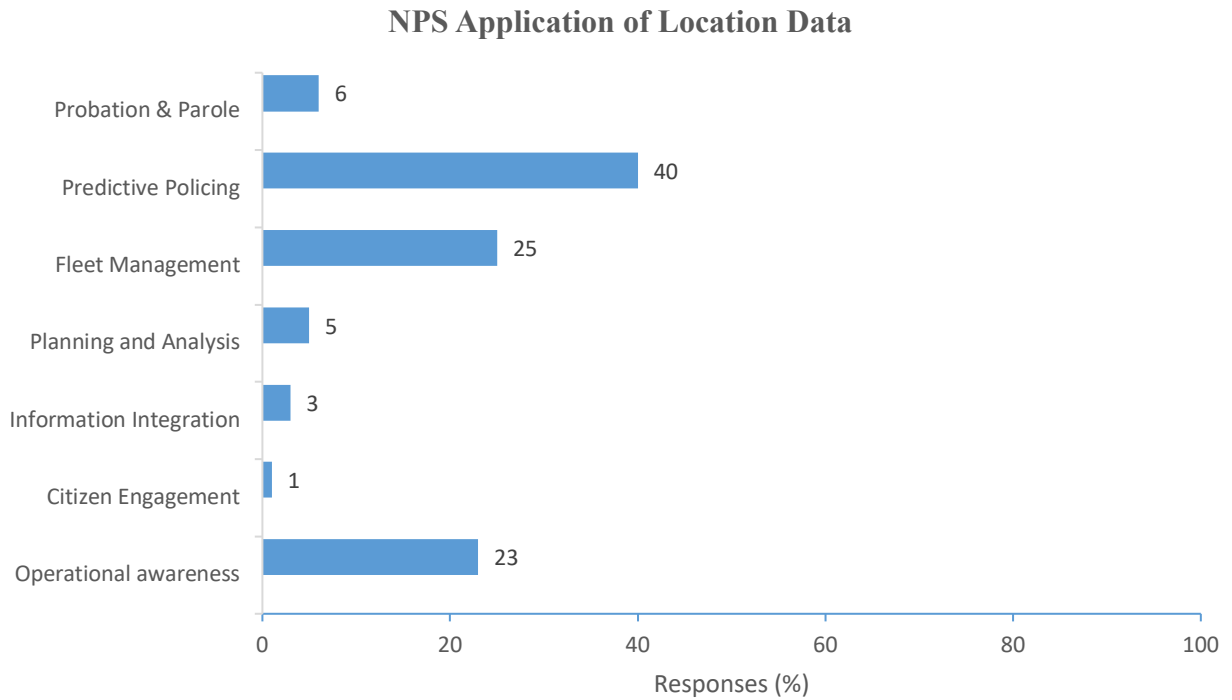 NPS Application of Location Data
Probation & Parole
6
Predictive Policing
40
Fleet Management
25
Planning and Analysis
5
Information Integration
3
Citizen Engagement
1
Operational awareness
23
0 20 40 60 80 100
Responses (%)